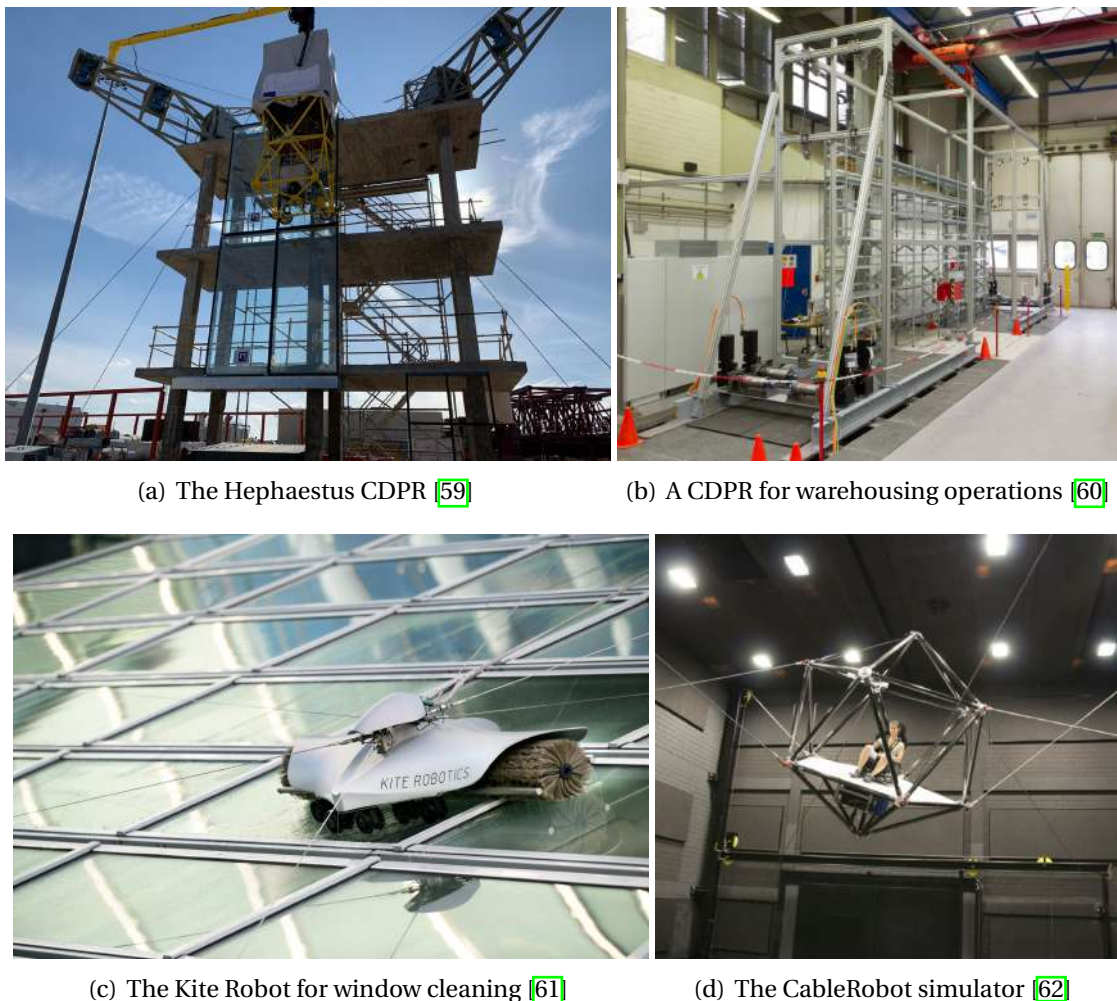 (a) The Hephaestus CDPR [59]
(b) A CDPR for warehousing operations [60]
KITE ROBOTICS
(c) The Kite Robot for window cleaning [61]
(d) The CableRobot simulator [62]